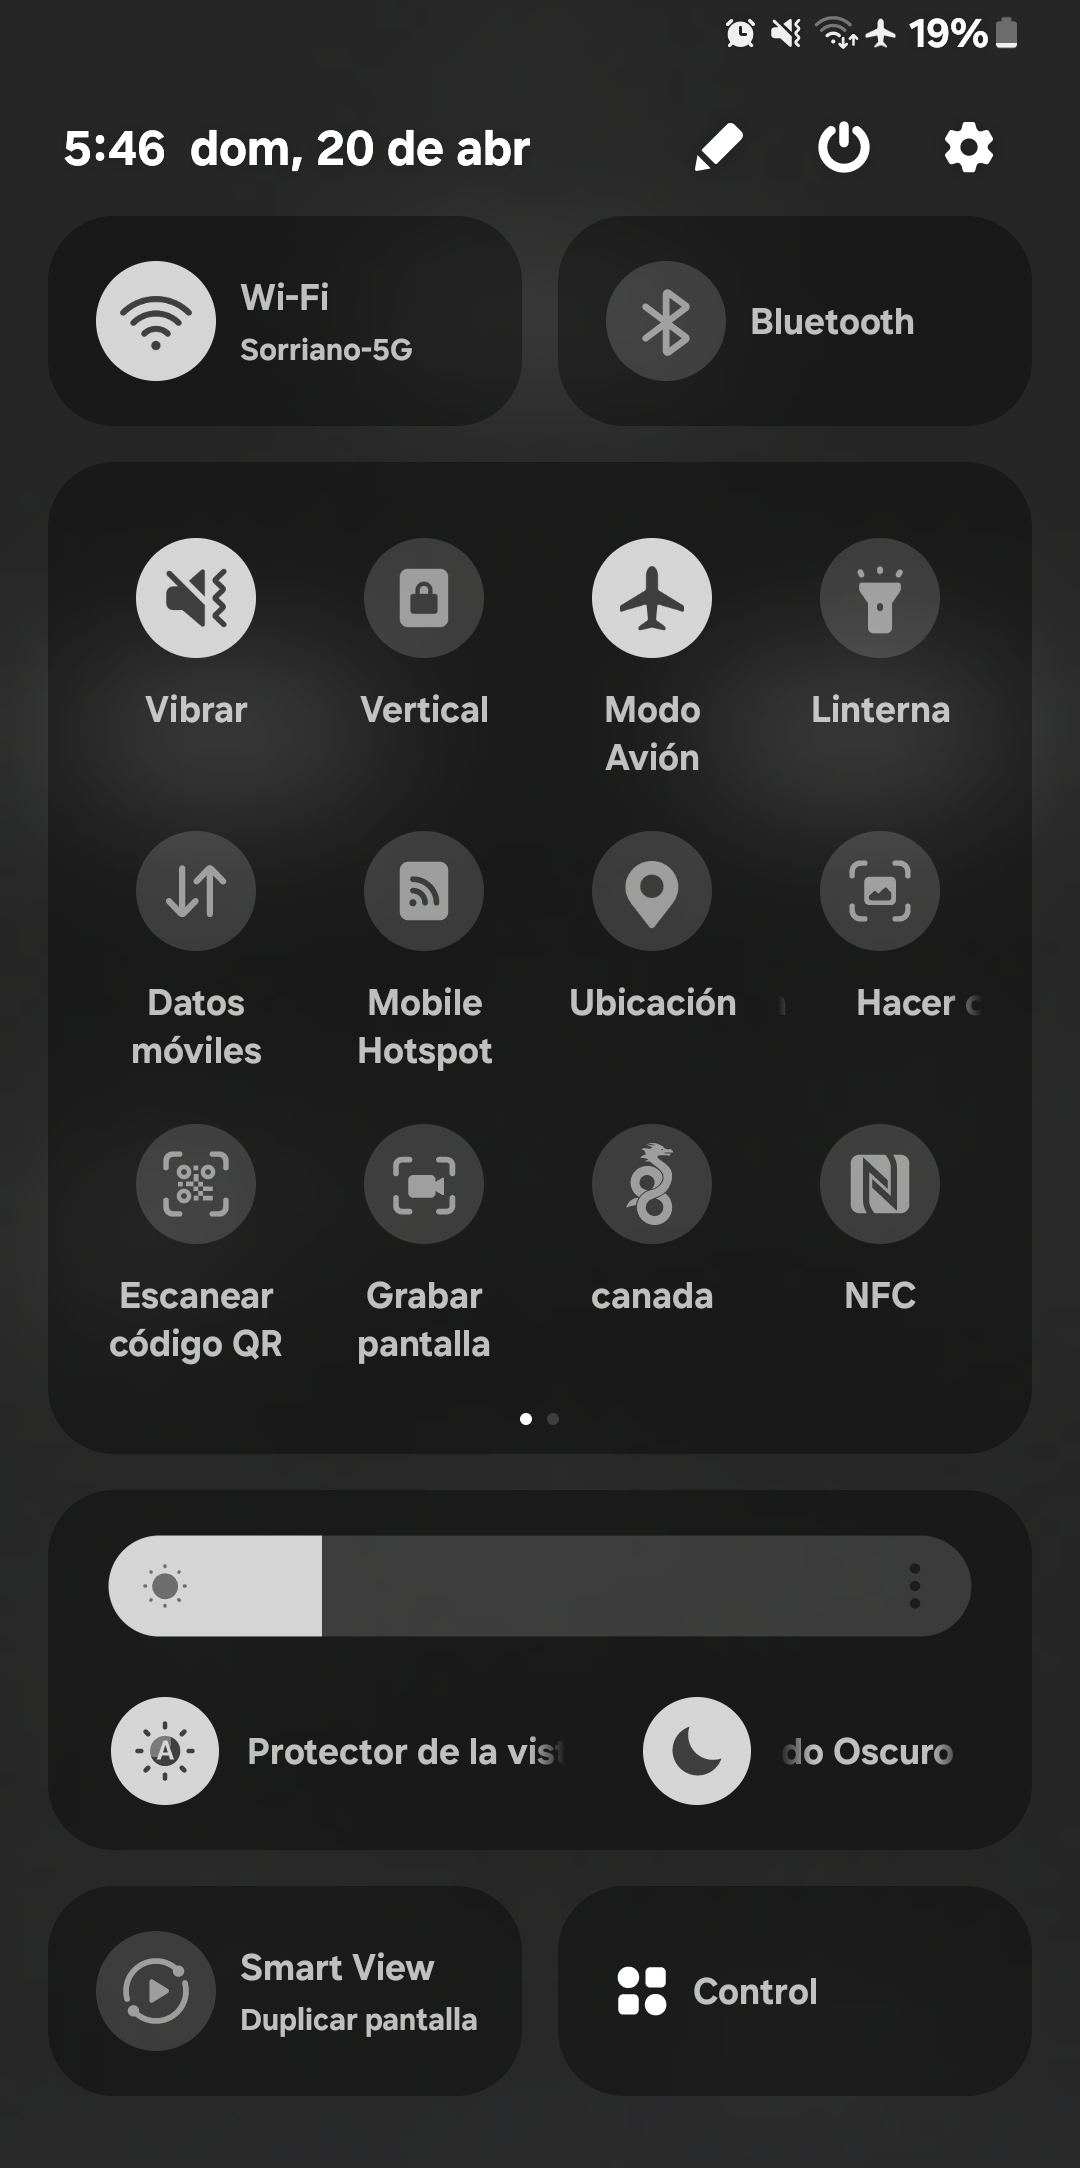 19%
5:46 dom, 20 de abr
Wi-Fi
Sorriano-5G
Bluetooth
Vibrar
Vertical
Modo
Avión
Linterna
Datos
móviles
Mobile
Hotspot
Ubicación
Hacer
Escanear
código QR
Grabar
pantalla
canada
NFC
A
Protector de la vist
do Oscuro
Smart View
Duplicar pantalla
Control